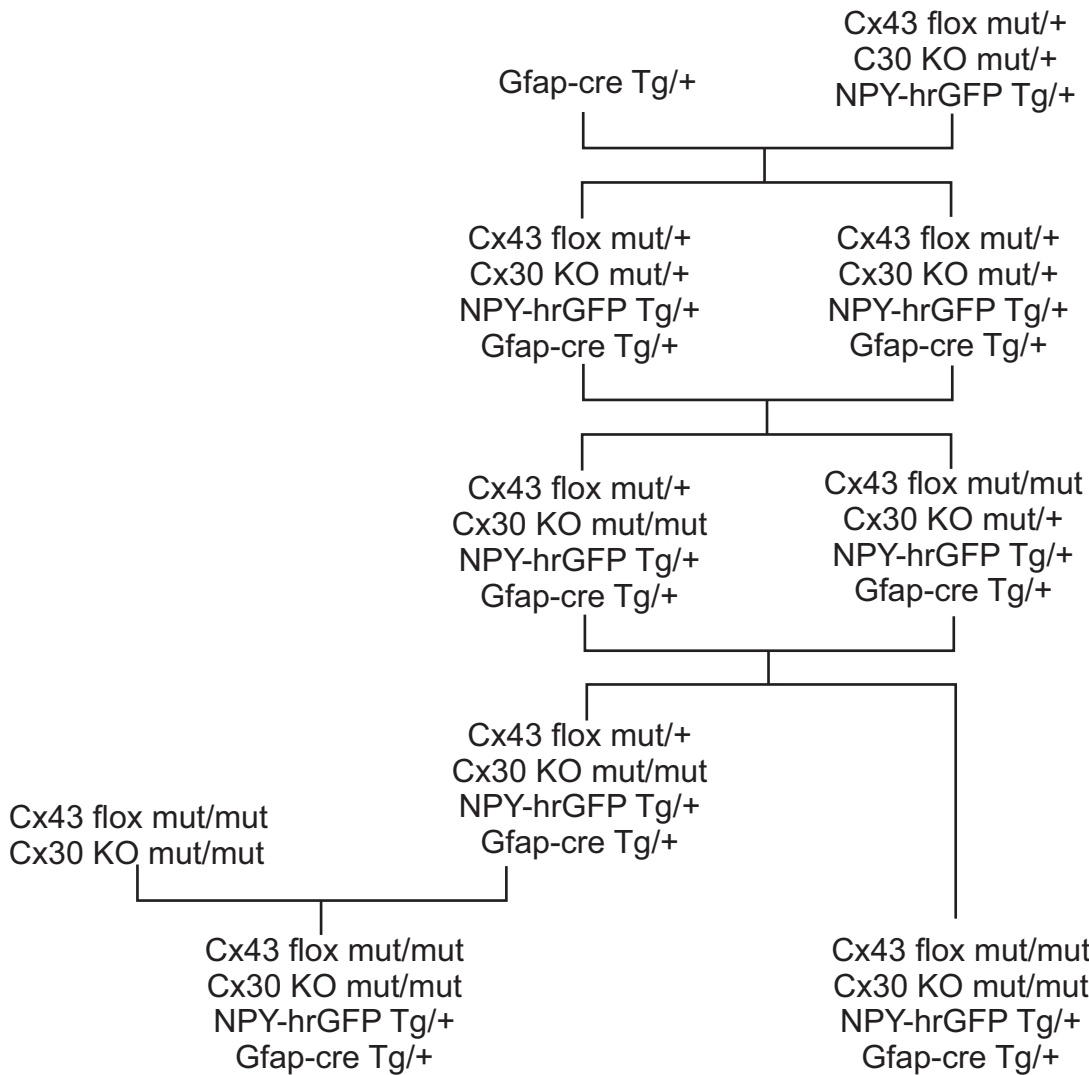 Gfap-cre Tg/+
Cx43 flox mut/+
C30 KO mut/+
NPY-hrGFP Tg/+
Cx43 flox mut/+
Cx30 KO mut/+
NPY-hrGFP Tg/+
Gfap-cre Tg/+
Cx43 flox mut/+
Cx30 KO mut/+
NPY-hrGFP Tg/+
Gfap-cre Tg/+
Cx43 flox mut/+
Cx30 KO mut/mut
NPY-hrGFP Tg/+
Gfap-cre Tg/+
Cx43 flox mut/mut
Cx30 KO mut/+
NPY-hrGFP Tg/+
Gfap-cre Tg/+
Cx43 flox mut/+
Cx30 KO mut/mut
NPY-hrGFP Tg/+
Gfap-cre Tg/+
Cx43 flox mut/mut
Cx30 KO mut/mut
Cx43 flox mut/mut
Cx30 KO mut/mut
NPY-hrGFP Tg/+
Gfap-cre Tg/+
Cx43 flox mut/mut
Cx30 KO mut/mut
NPY-hrGFP Tg/+
Gfap-cre Tg/+